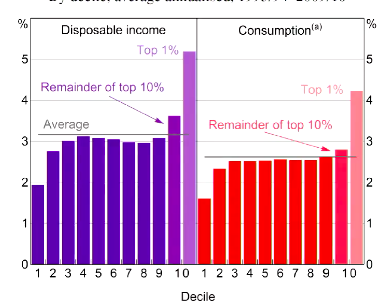 %
Disposable income
Consumption(a)
%
Top 1%
Remainder of top 10%
Average
Top 1%
Remainder of top 10%
5
4
3
2
1
0
5
4
3
2
1
0
1 2 3 4 5 6 7 8 9 10
1 2 3 4 5 6 7 8 9 10
Decile